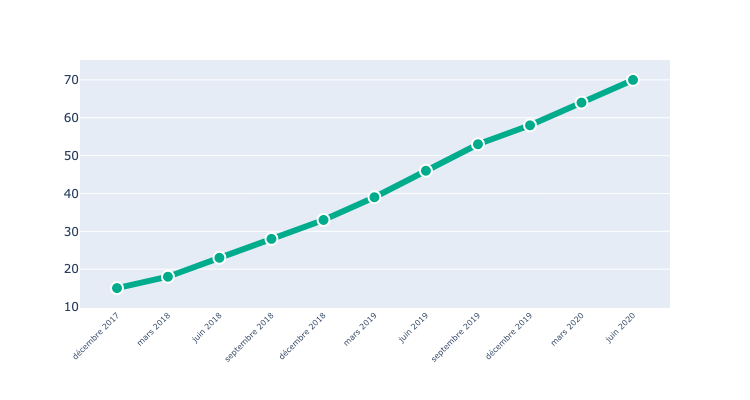 70
60
50
40
30
20
10
décembre 2017
mars 2018
juin 2018
septembre 2018
décembre 2018
mars 2019
juin 2019
septembre 2019
décembre 2019
mars 2020
juin 2020